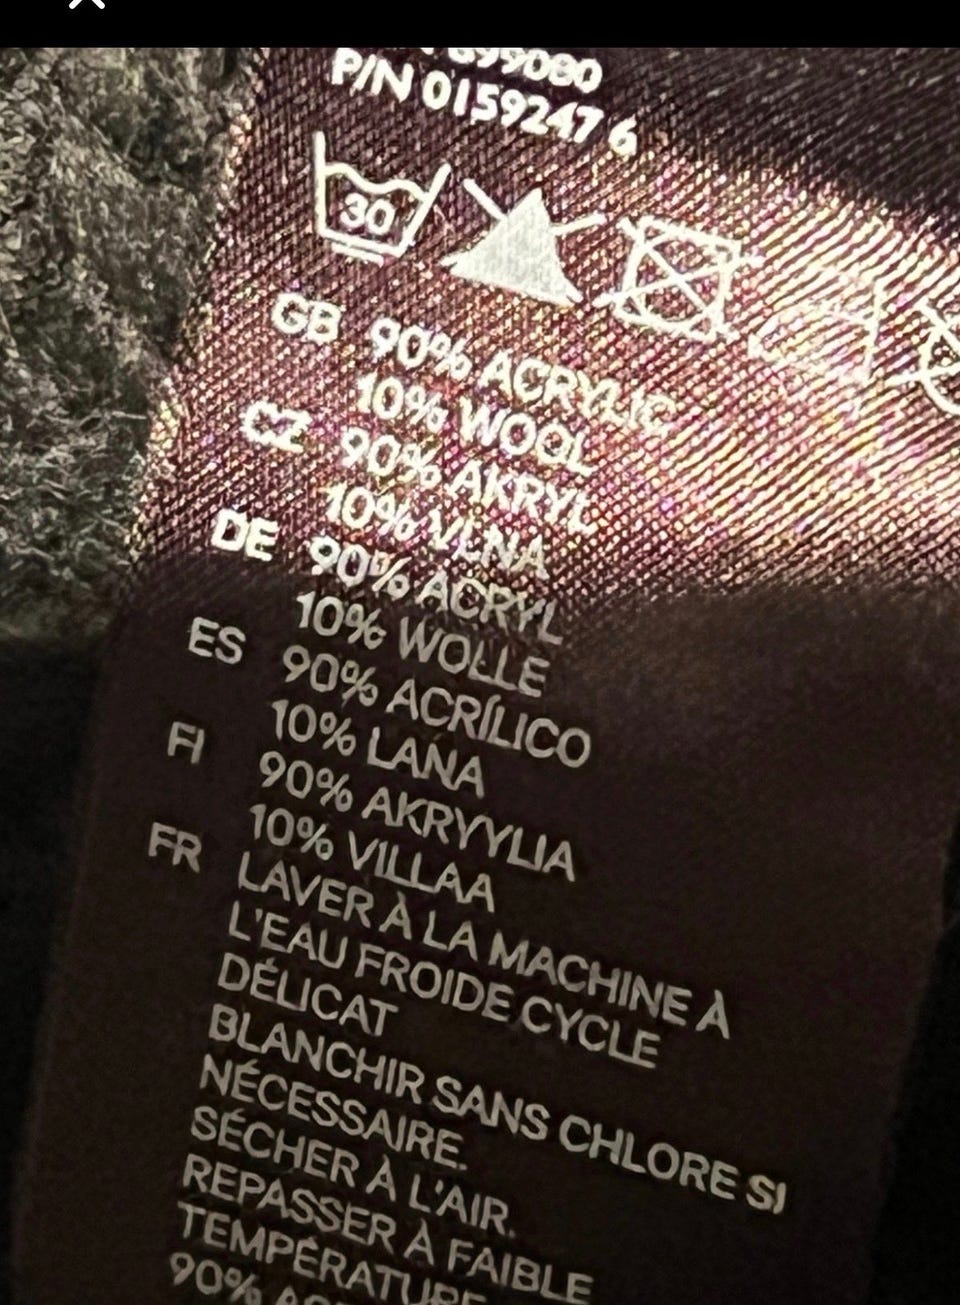 P/N 0159247 6
30
GB 90% ACRYLIC
10% WOOL
CZ 90% AKRYL
10% VLNA
DE 90% ACRYL
10% WOLLE
ES 90% ACRÍLICO
10% LANA
FI 90% AKRYYLIA
10% VILLAA
FR LAVER À LA MACHINE À
L'EAU FROIDE CYCLE
DÉLICAT
BLANCHIR SANS CHLORE SI
NÉCESSAIRE.
SÉCHER À L'AIR.
REPASSER À FAIBLE
TEMPÉRATURE
90%